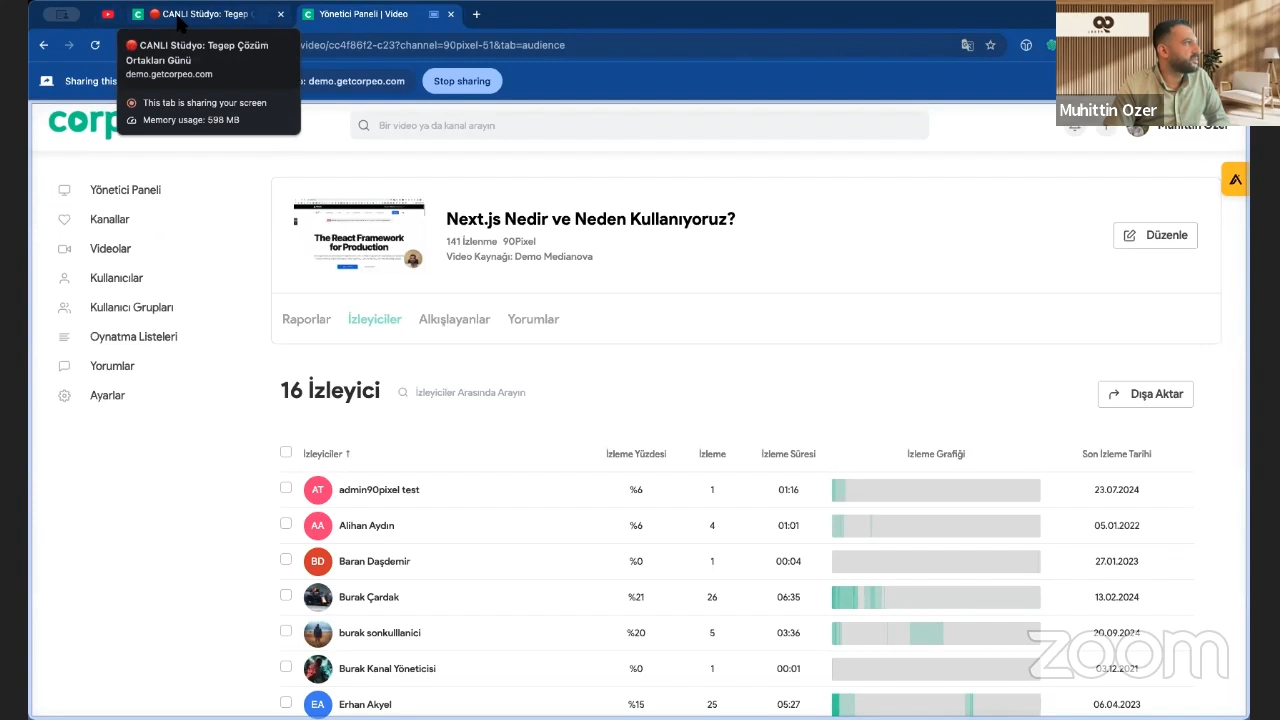 CANLI Stüdyo: Tegep
Yönetici Paneli | Video
CANLI Stüdyo: Tegep Çözüm
Ortakları Günü
demo.getcorpeo.com
This tab is sharing your screen
Memory usage: 598 MB
video/cc4f86f2-c23?channel=90pixel-51&tab=audience
Sharing this
: demo.getcorpeo.com
Stop sharing
Muhittin Ozer
corp
Bir video ya da kanal arayın
Muhittin Özer
Yönetici Paneli
Kanallar
Videolar
Kullanıcılar
Kullanıcı Grupları
Oynatma Listeleri
Yorumlar
Ayarlar
The React Framework
for Production
Next.js Nedir ve Neden Kullanıyoruz?
141 İzlenme 90Pixel
Video Kaynağı: Demo Medianova
Düzenle
Raporlar İzleyiciler Alkışlayanlar Yorumlar
16 İzleyici
İzleyiciler Arasında Arayın
Dışa Aktar
İzleyiciler ↑ İzleme Yüzdesi İzleme İzleme Süresi İzleme Grafiği Son İzleme Tarihi
AT admin90pixel test %6 1 01:16 23.07.2024
AA Alihan Aydın %6 4 01:01 05.01.2022
BD Baran Daşdemir %0 1 00:04 27.01.2023
Burak Çardak %21 26 06:35 13.02.2024
burak sonkulllanici %20 5 03:36 20.09.2024
Burak Kanal Yöneticisi %0 1 00:01 03.12.2021
EA Erhan Akyel %15 25 05:27 06.04.2023
zoom